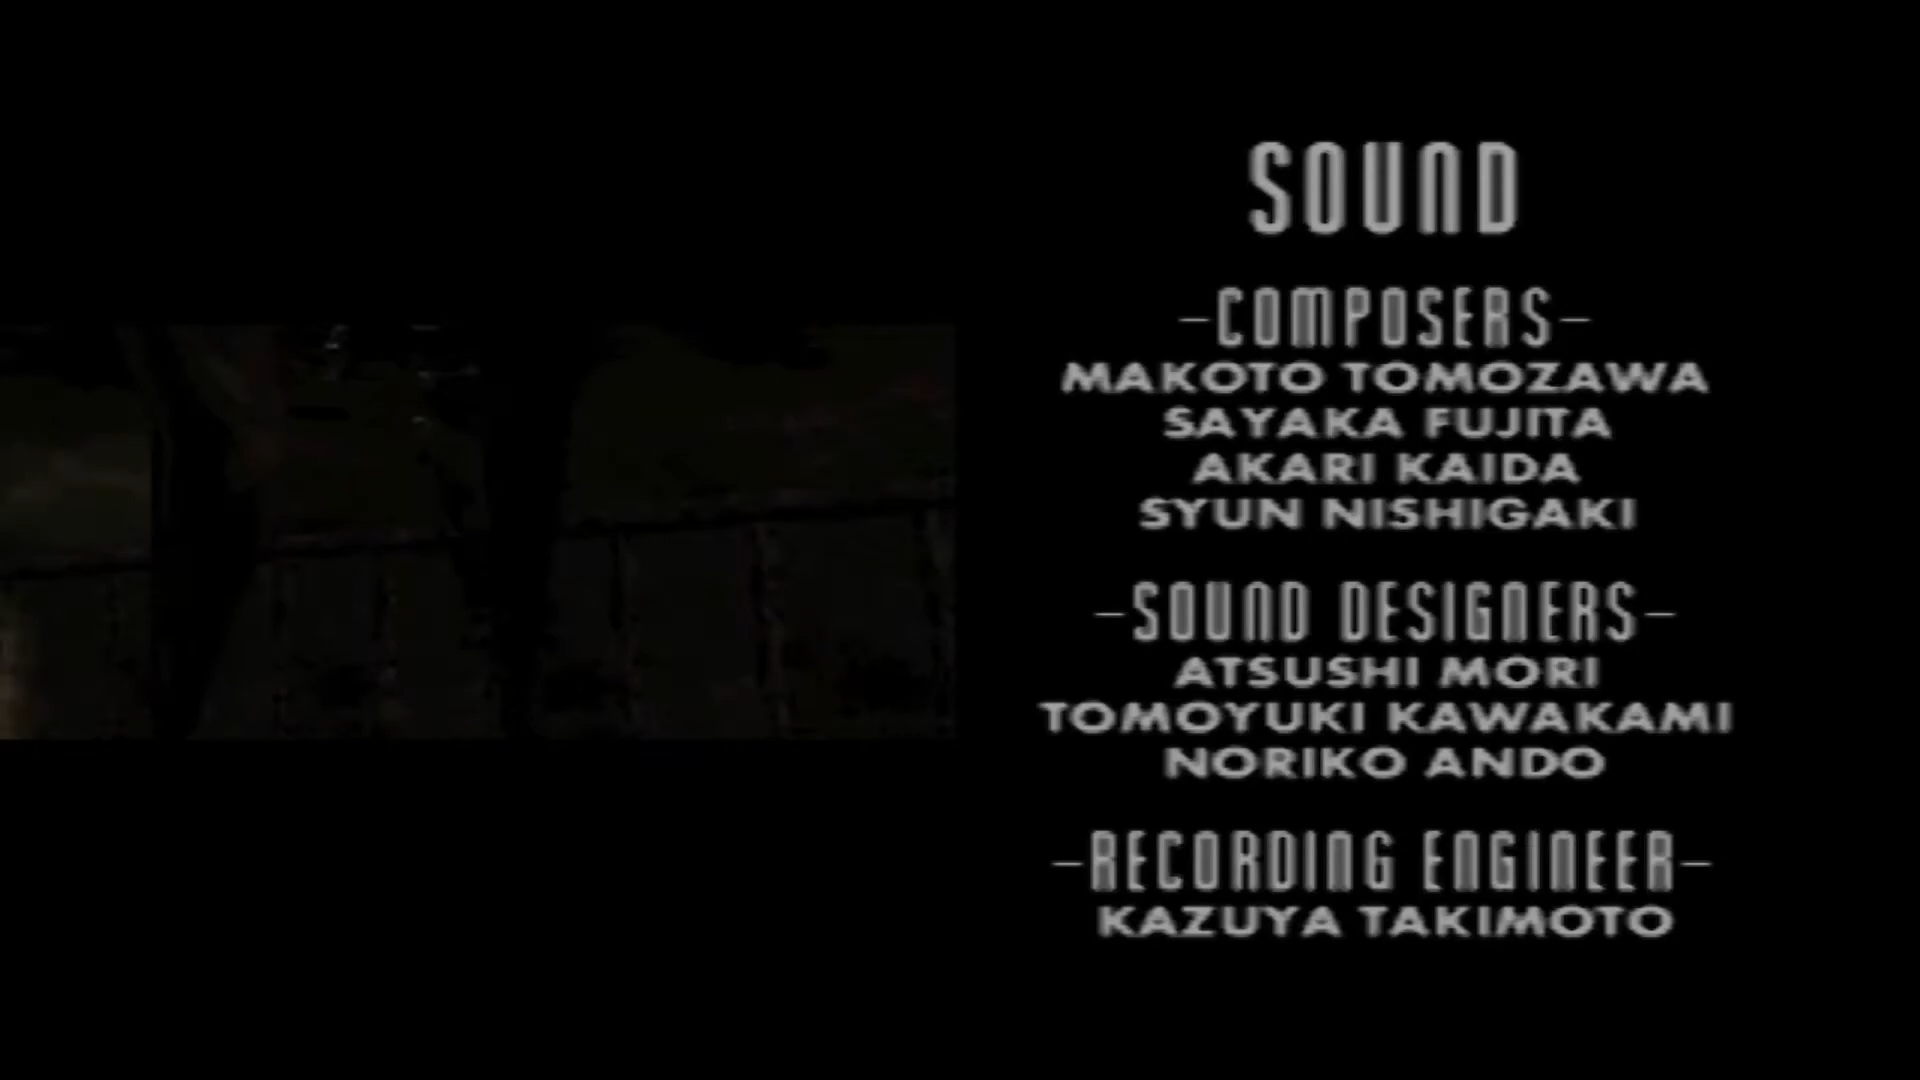 SOUND
-COMPOSERS-
MAKOTO TOMOZAWA
SAYAKA FUJITA
AKARI KAIDA
SYUN NISHIGAKI
-SOUND DESIGNERS-
ATSUSHI MORI
TOMOYUKI KAWAKAMI
NORIKO ANDO
-RECORDING ENGINEER-
KAZUYA TAKIMOTO